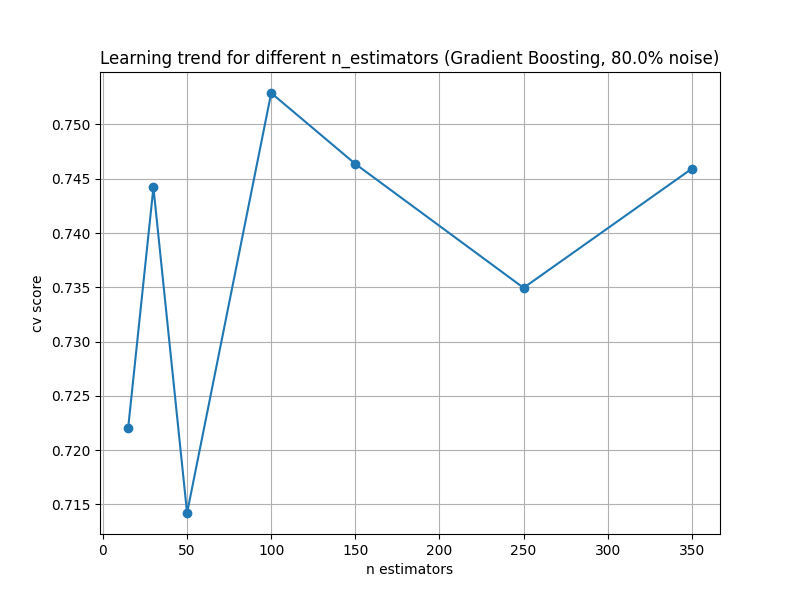 Learning trend for different n_estimators (Gradient Boosting, 80.0% noise)
0.750
0.745
0.740
0.735
0.730
0.725
0.720
0.715
cv score
0 50 100 150 200 250 300 350
n estimators